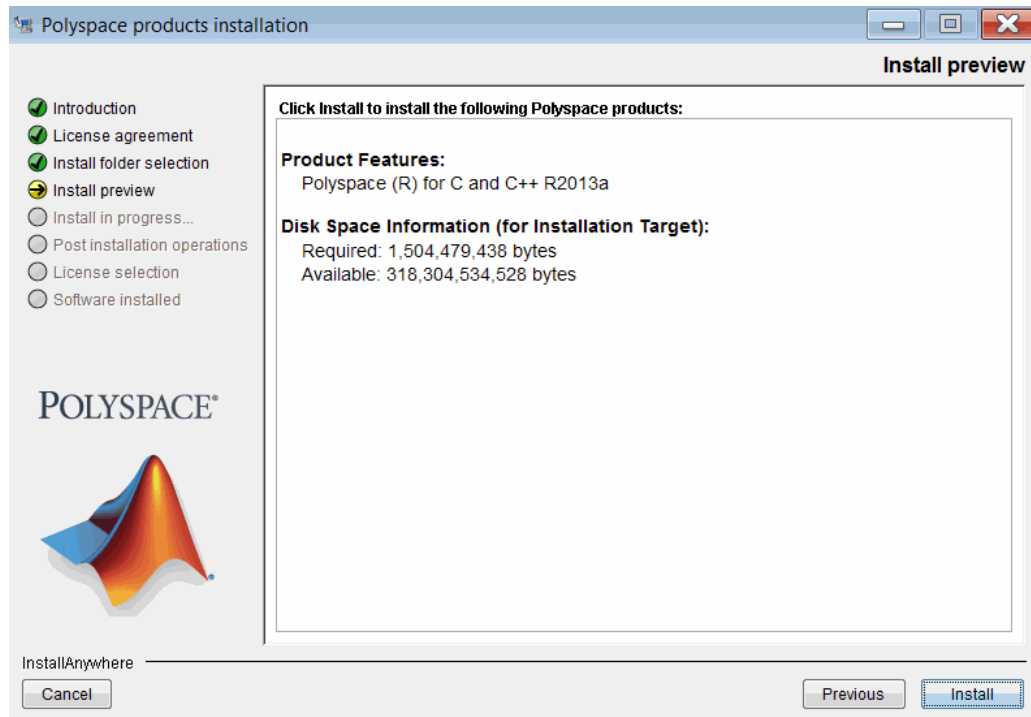 Polyspace products installation
Install preview
Introduction
License agreement
Install folder selection
Install preview
Install in progress...
Post installation operations
License selection
Software installed
POLYSPACE®
Click Install to install the following Polyspace products:
Product Features:
Polyspace (R) for C and C++ R2013a
Disk Space Information (for Installation Target):
Required: 1,504,479,438 bytes
Available: 318,304,534,528 bytes
InstallAnywhere
Cancel
Previous
Install